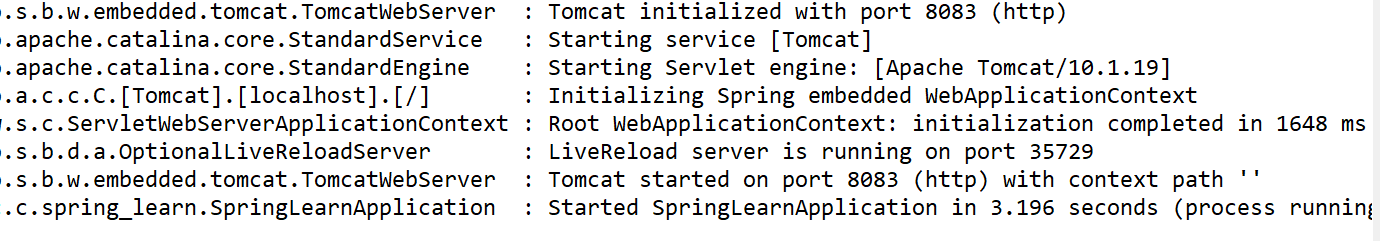 .s.b.w.embedded.tomcat.TomcatWebServer : Tomcat initialized with port 8083 (http)
.apache.catalina.core.StandardService : Starting service [Tomcat]
.apache.catalina.core.StandardEngine : Starting Servlet engine: [Apache Tomcat/10.1.19]
.a.c.c.C.[Tomcat].[localhost].[/] : Initializing Spring embedded WebApplicationContext
w.s.c.ServletWebServerApplicationContext : Root WebApplicationContext: initialization completed in 1648 ms
.s.b.d.a.OptionalLiveReloadServer : LiveReload server is running on port 35729
.s.b.w.embedded.tomcat.TomcatWebServer : Tomcat started on port 8083 (http) with context path ''
.c.spring_learn.SpringLearnApplication : Started SpringLearnApplication in 3.196 seconds (process running